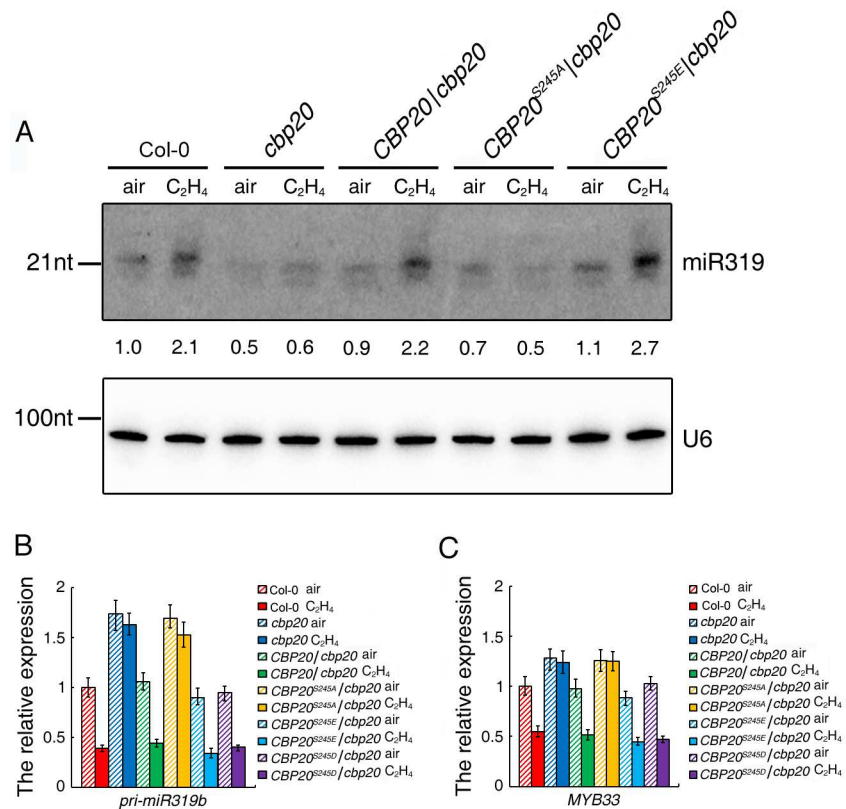 A
Col-0 cbp20 CBP20/cbp20 CBP20S245A/cbp20 CBP20S245E/cbp20
air C2H4 air C2H4 air C2H4 air C2H4 air C2H4
21nt miR319
1.0 2.1 0.5 0.6 0.9 2.2 0.7 0.5 1.1 2.7
100nt U6
B
The relative expression
2
1.5
1
0.5
0
pri-miR319b
Col-0 air
Col-0 C2H4
cbp20 air
cbp20 C2H4
CBP20/cbp20 air
CBP20/cbp20 C2H4
CBP20S245A/cbp20 air
CBP20S245A/cbp20 C2H4
CBP20S245E/cbp20 air
CBP20S245E/cbp20 C2H4
CBP20S245D/cbp20 air
CBP20S245D/cbp20 C2H4
C
The relative expression
2
1.5
1
0.5
0
MYB33
Col-0 air
Col-0 C2H4
cbp20 air
cbp20 C2H4
CBP20/cbp20 air
CBP20/cbp20 C2H4
CBP20S245A/cbp20 air
CBP20S245A/cbp20 C2H4
CBP20S245E/cbp20 air
CBP20S245E/cbp20 C2H4
CBP20S245D/cbp20 air
CBP20S245D/cbp20 C2H4